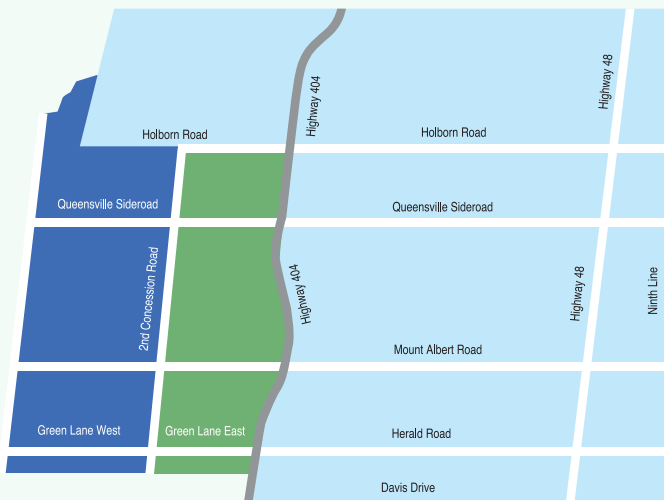 Highway 48
Highway 404
Holborn Road
Holborn Road
Queensville Sideroad
Queensville Sideroad
2nd Concession Road
Highway 404
Highway 48
Ninth Line
Mount Albert Road
Green Lane West
Green Lane East
Herald Road
Davis Drive